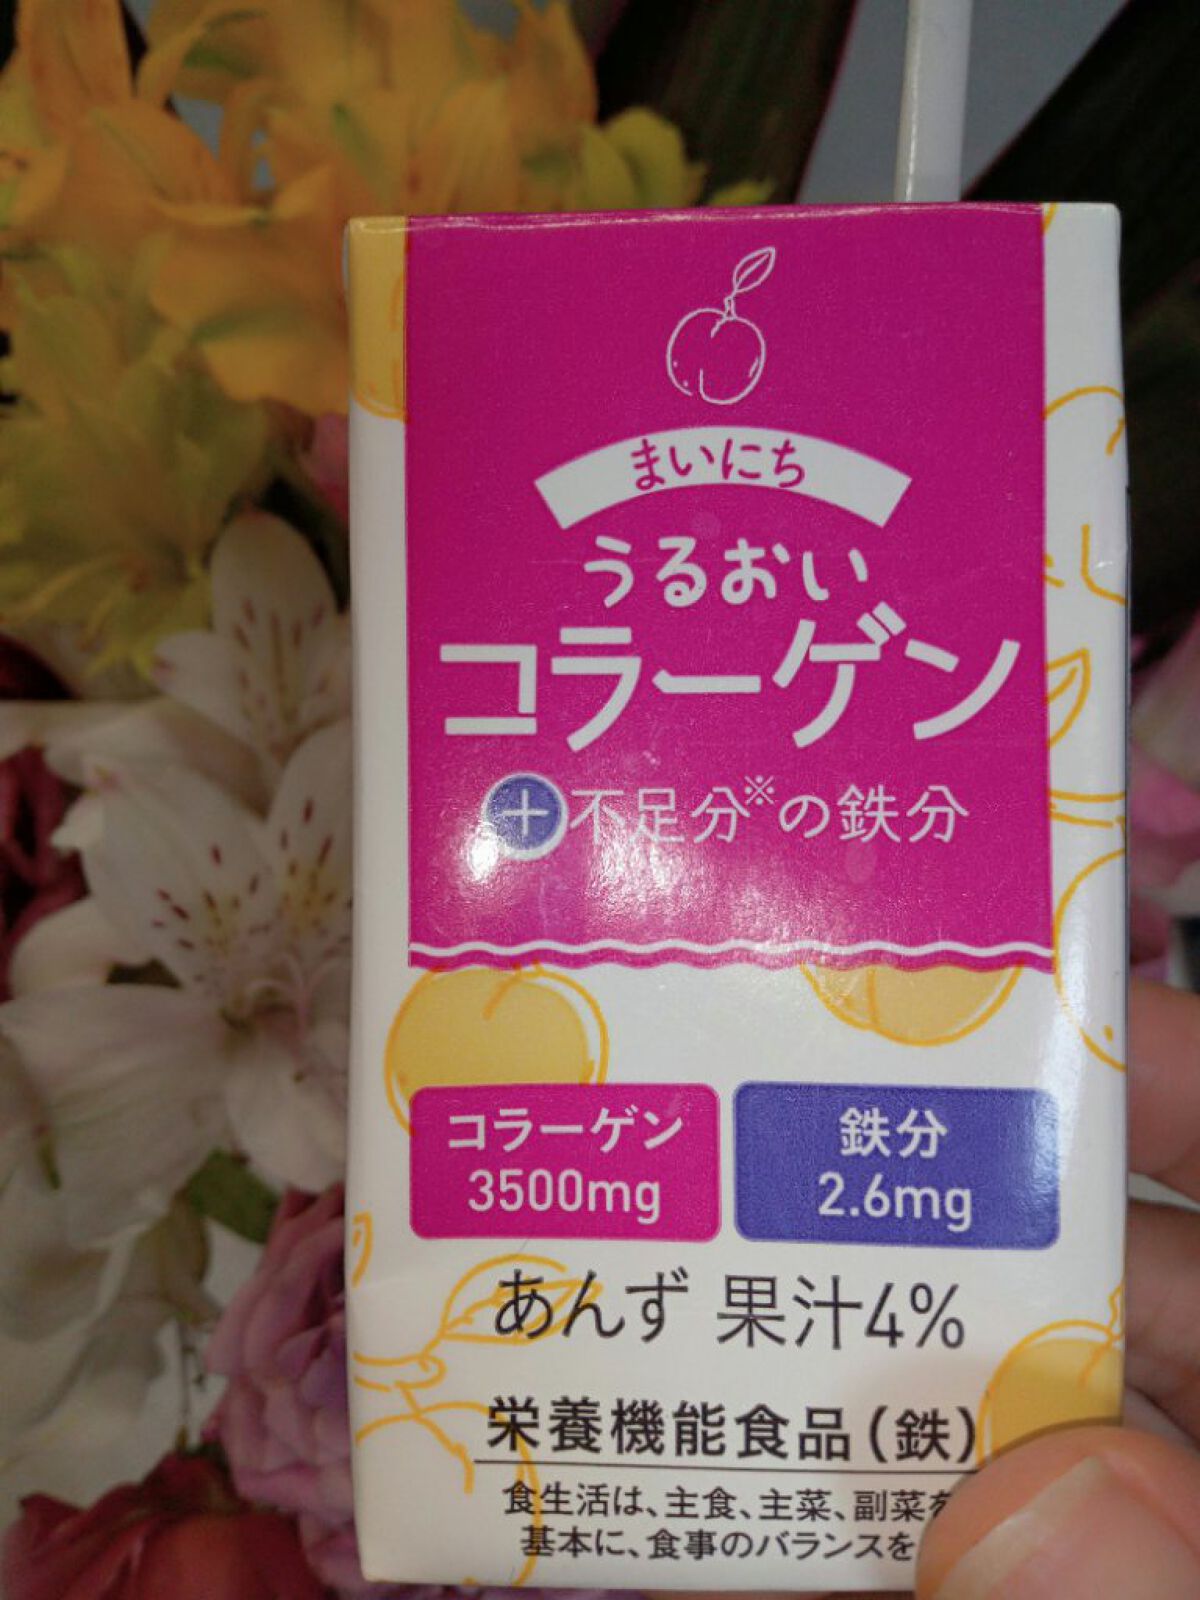 まいにち
うるおい
コラーゲン
＋不足分※の鉄分
コラーゲン
3500mg
鉄分
2.6mg
あんず 果汁4%
栄養機能食品（鉄）
食生活は、主食、主菜、副菜を
基本に、食事のバランスを